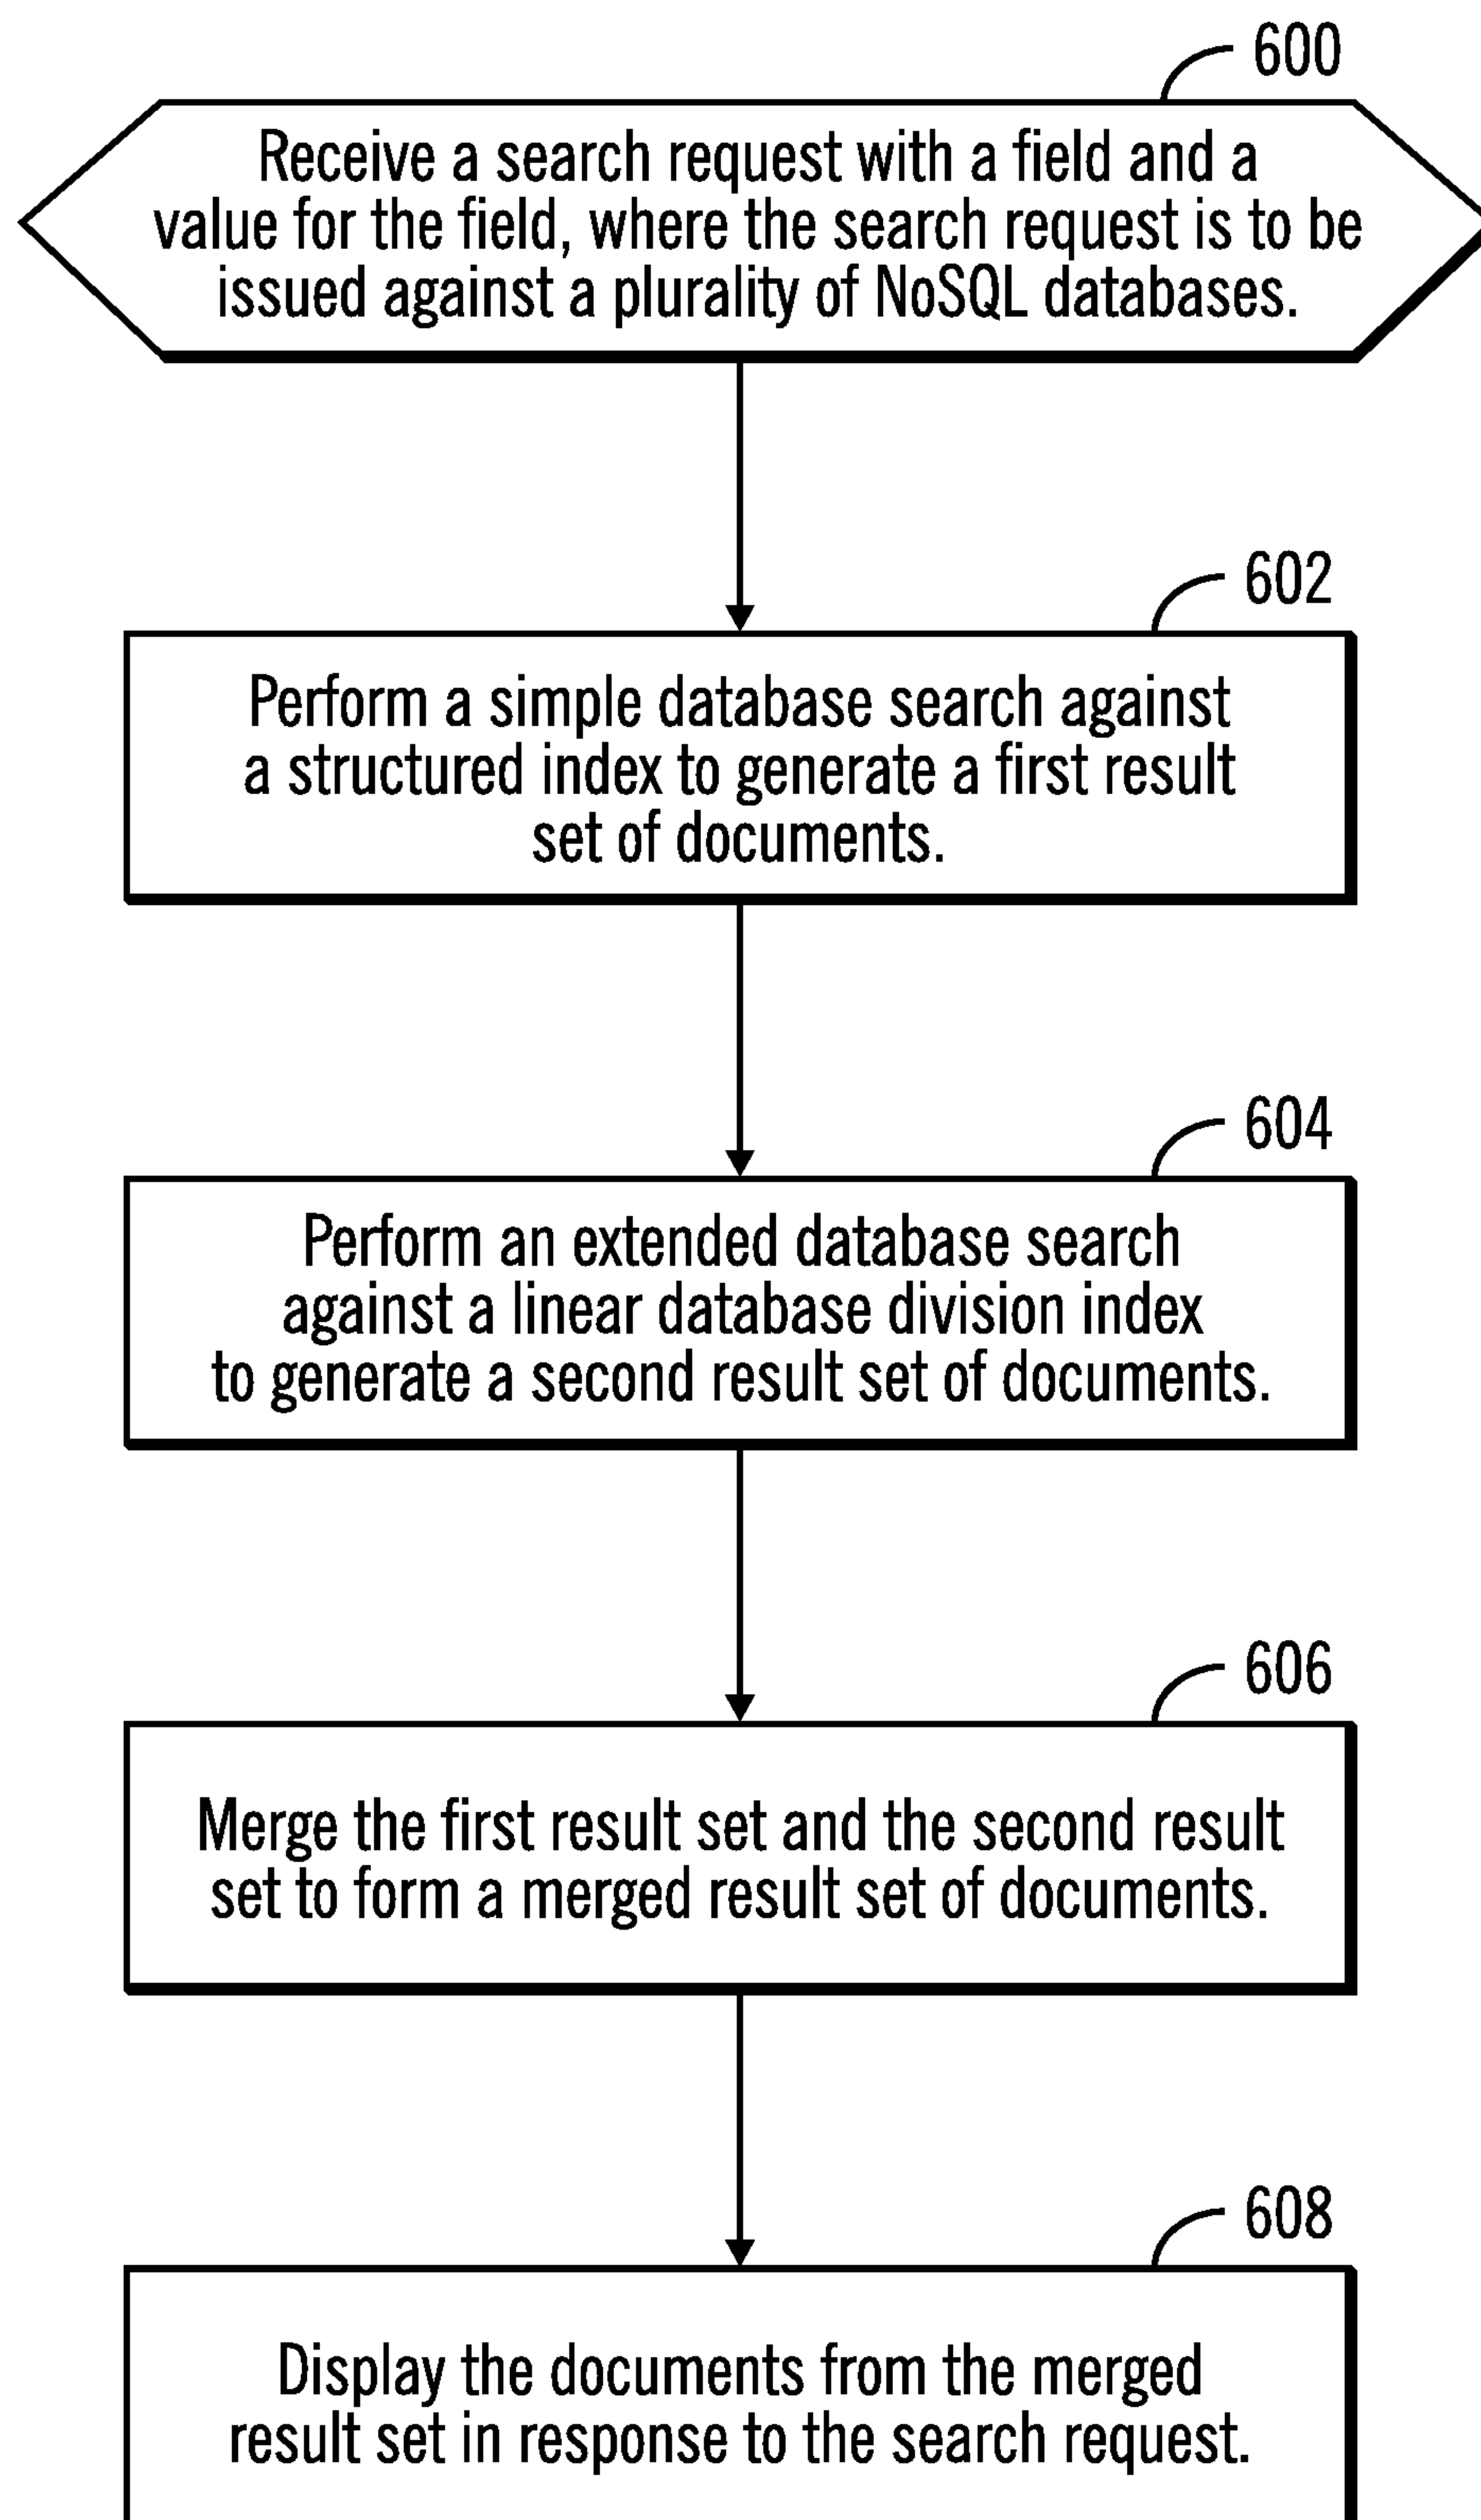 600
Receive a search request with a field and a
value for the field, where the search request is to be
issued against a plurality of NoSQL databases.
602
Perform a simple database search against
a structured index to generate a first result
set of documents.
604
Perform an extended database search
against a linear database division index
to generate a second result set of documents.
606
Merge the first result set and the second result
set to form a merged result set of documents.
608
Display the documents from the merged
result set in response to the search request.